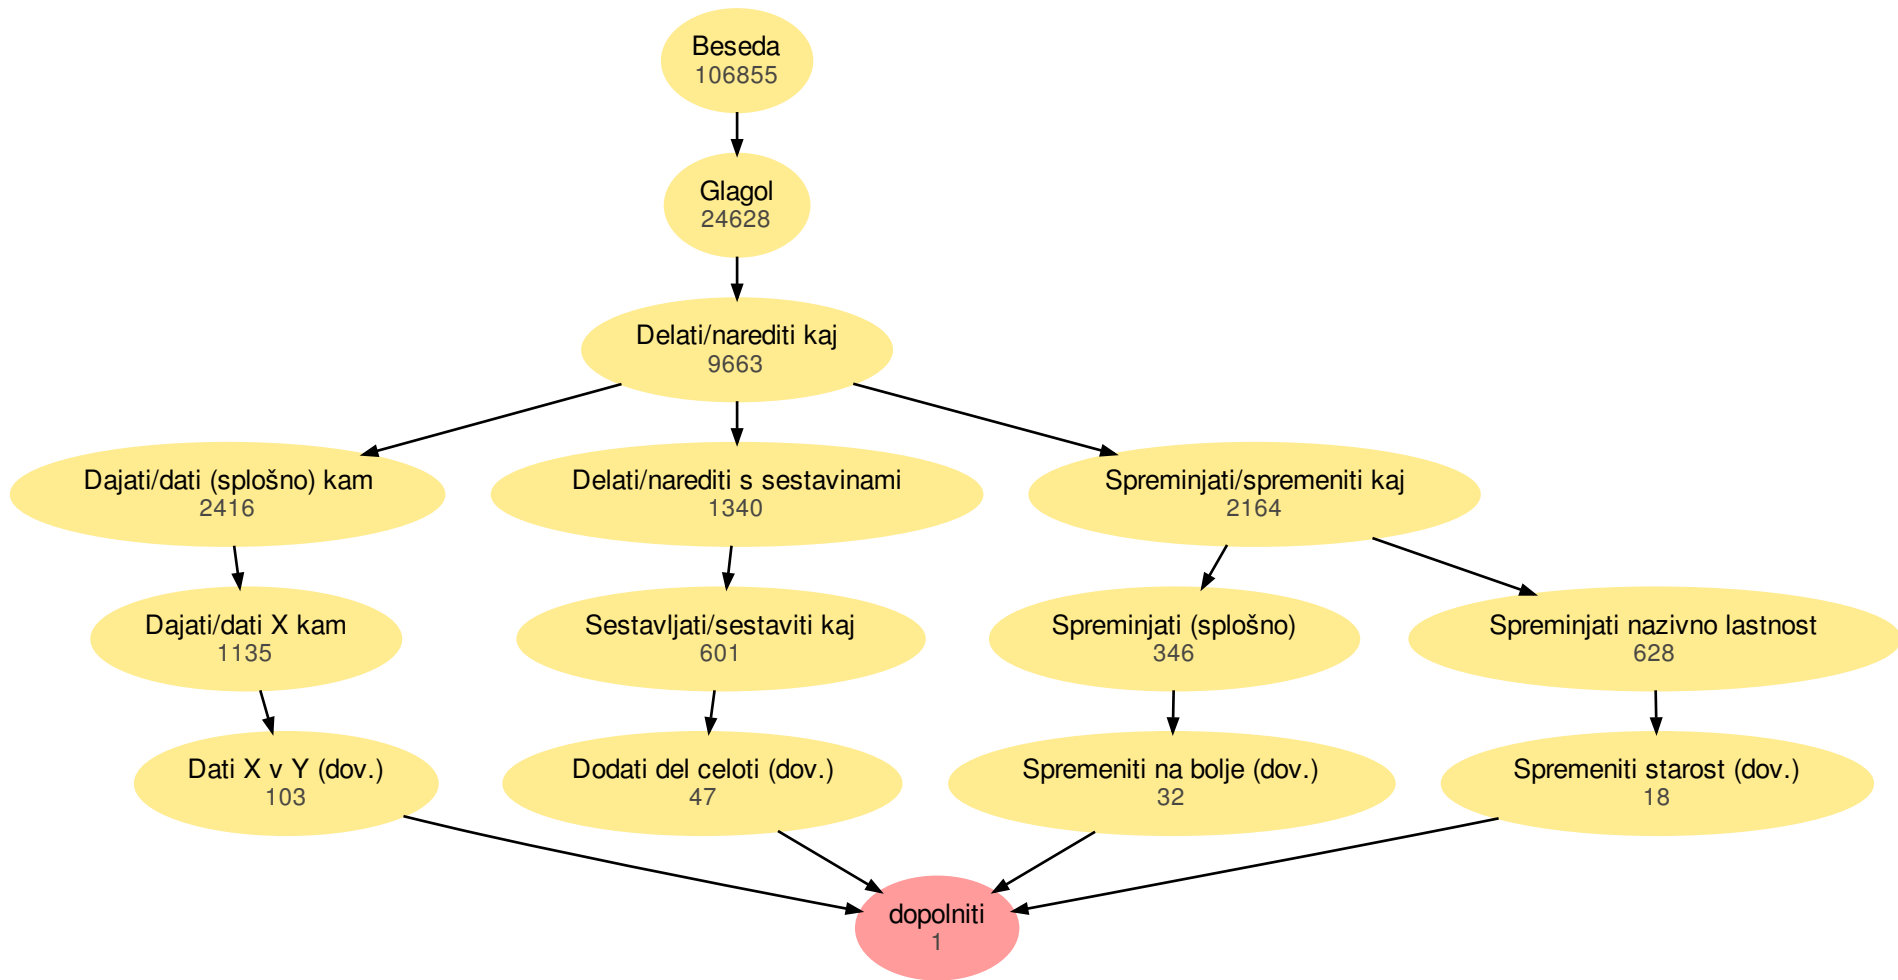 Beseda
106855
Glagol
24628
Delati/narediti kaj
9663
Dajati/dati (splošno) kam
2416
Delati/narediti s sestavinami
1340
Spreminjati/spremeniti kaj
2164
Dajati/dati X kam
1135
Sestavljati/sestaviti kaj
601
Spreminjati (splošno)
346
Spreminjati nazivno lastnost
628
Dati X v Y (dov.)
103
Dodati del celoti (dov.)
47
Spremeniti na bolje (dov.)
32
Spremeniti starost (dov.)
18
dopolniti
1